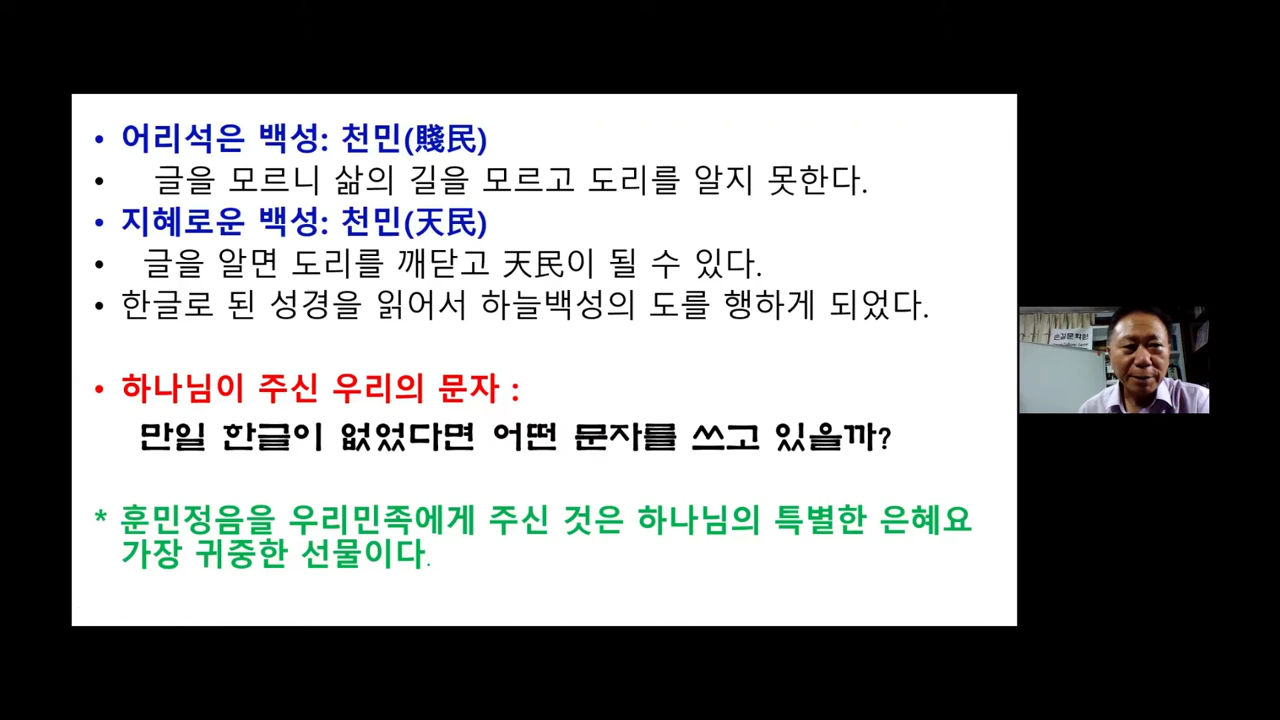 • 어리석은 백성: 천민(賤民)
• 글을 모르니 삶의 길을 모르고 도리를 알지 못한다.
• 지혜로운 백성: 천민(天民)
• 글을 알면 도리를 깨닫고 天民이 될 수 있다.
• 한글로 된 성경을 읽어서 하늘백성의 도를 행하게 되었다.
• 하나님이 주신 우리의 문자 :
만일 한글이 없었다면 어떤 문자를 쓰고 있을까?
* 훈민정음을 우리민족에게 주신 것은 하나님의 특별한 은혜요
가장 귀중한 선물이다.